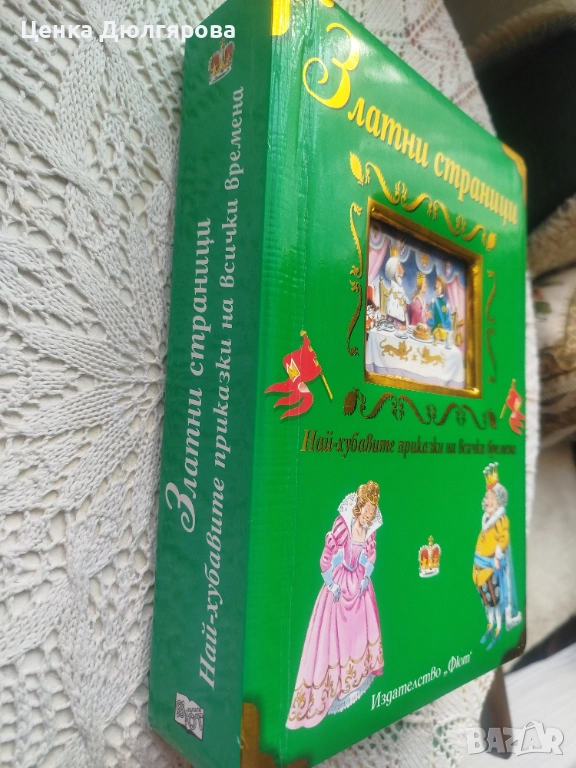 Ценка Дюлгярова
Златни страници
Най-хубавите приказки на всички времена
Златни страници
Най-хубавите приказки на всички времена
Издателство „Фют“
BAZAR